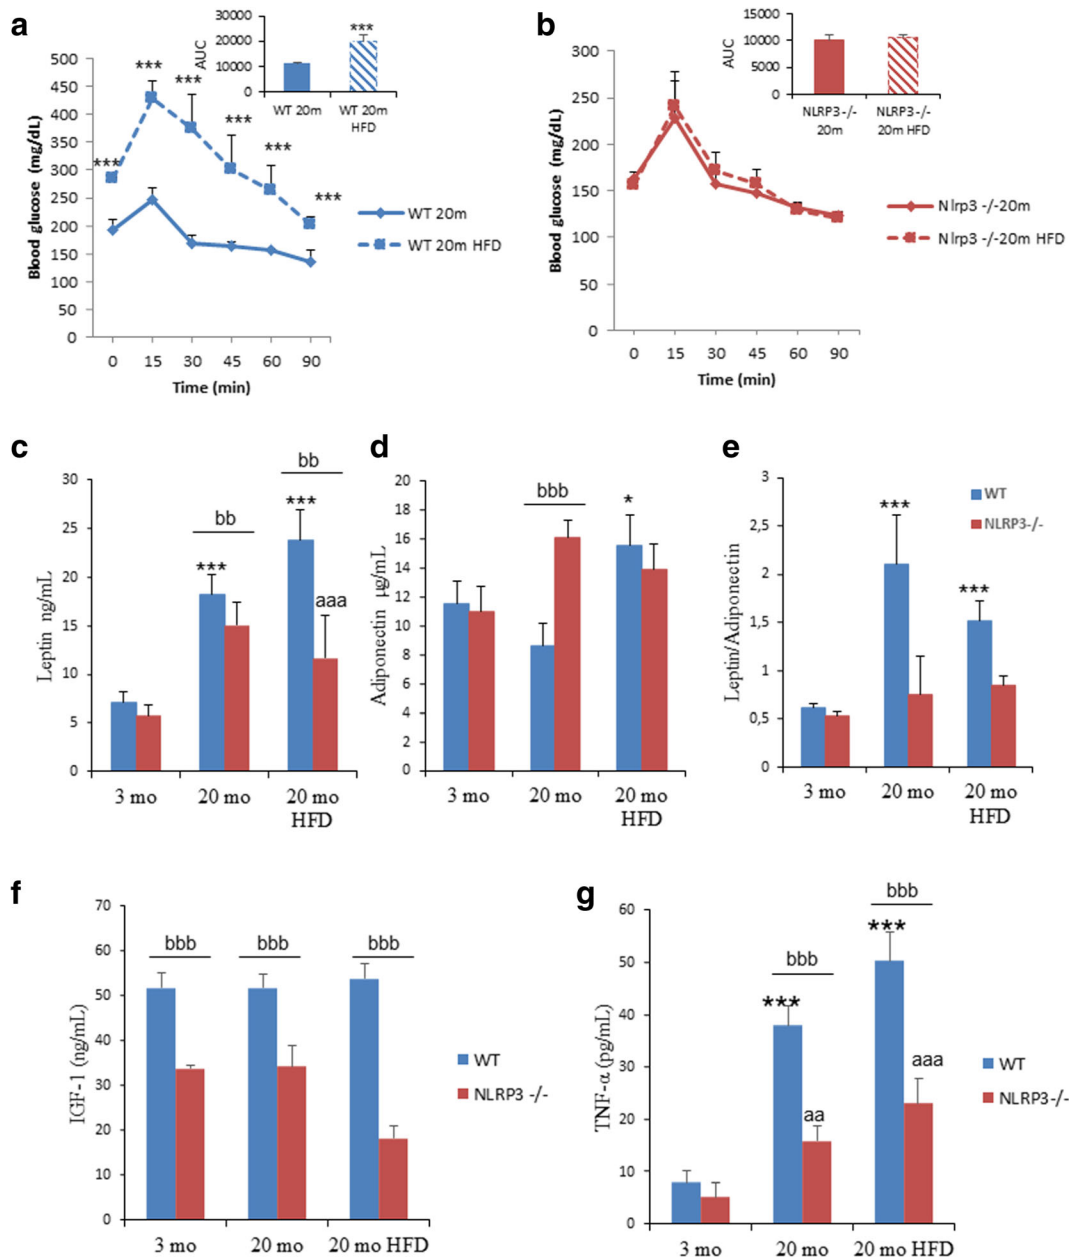 a
30000
20000
10000
0
AUC
***
WT 20m
WT 20m
HFD
500
450
400
350
300
250
200
150
100
50
0
Blood glucose (mg/dL)
***
***
***
***
***
***
WT 20m
WT 20m HFD
0 15 30 45 60 90
Time (min)
b
15000
10000
5000
0
AUC
NLRP3 -/-
20m
NLRP3 -/-
20m HFD
300
250
200
150
100
50
0
Blood glucose (mg/dL)
Nlrp3 -/-20m
Nlrp3 -/-20m HFD
0 15 30 45 60 90
Time (min)
c
30
25
20
15
10
5
0
Leptin ng/mL
bb
bb
***
***
aaa
3 mo 20 mo 20 mo
HFD
d
20
18
16
14
12
10
8
6
4
2
0
Adiponectin µg/mL
bbb
*
3 mo 20 mo 20 mo
HFD
e
3
2,5
2
1,5
1
0,5
0
Leptin/Adiponectin
***
***
WT
NLRP3-/-
3 mo 20 mo 20 mo
HFD
f
70
60
50
40
30
20
10
0
IGF-1 (ng/mL)
bbb bbb bbb
WT
NLRP3 -/-
3 mo 20 mo 20 mo HFD
g
60
50
40
30
20
10
0
TNF-α (pg/mL)
bbb
***
bbb
***
aaa
aa
WT
NLRP3-/-
3 mo 20 mo 20 mo HFD